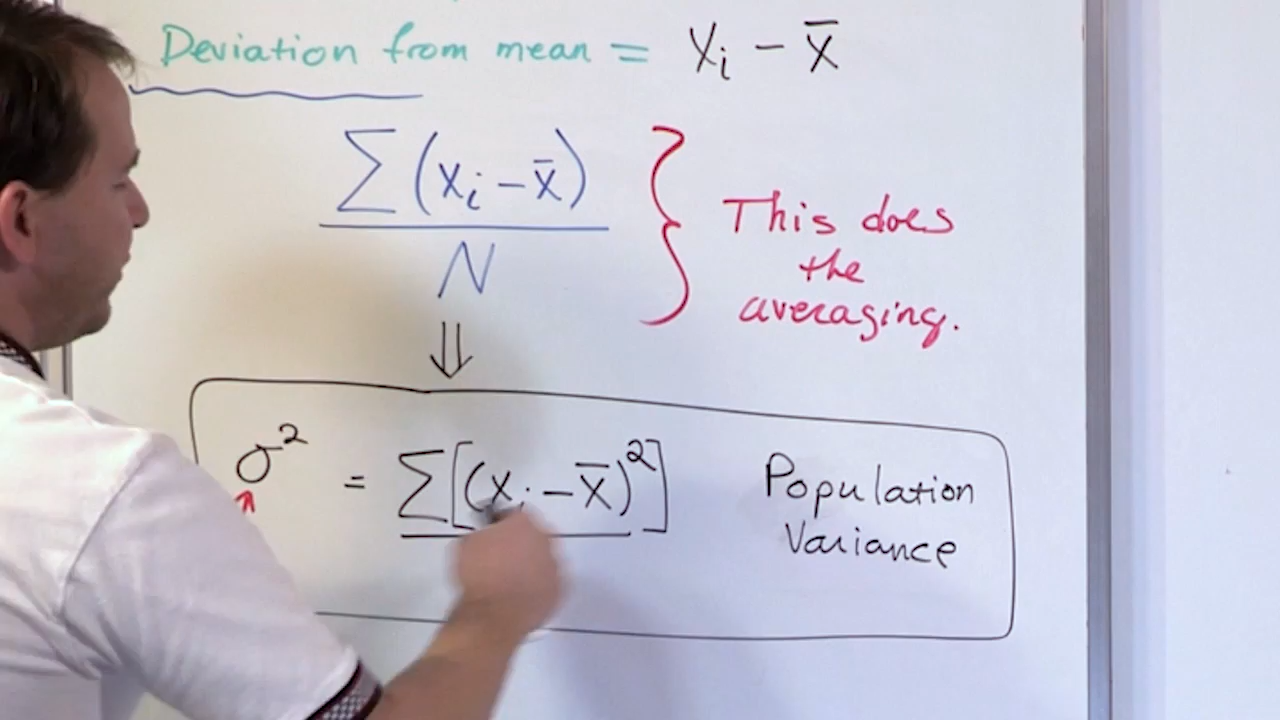 Deviation from mean = xᵢ – x̄
∑(xᵢ – x̄)
N
} This does
the
averaging.
⇓
σ² = ∑[(xᵢ – x̄)²]
Population
Variance